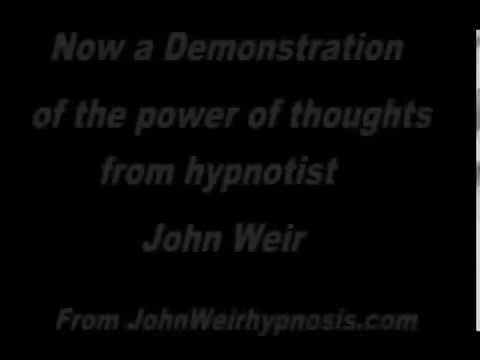 Now a Demonstration
of the power of thoughts
from hypnotist
John Weir
From JohnWeirhypnosis.com